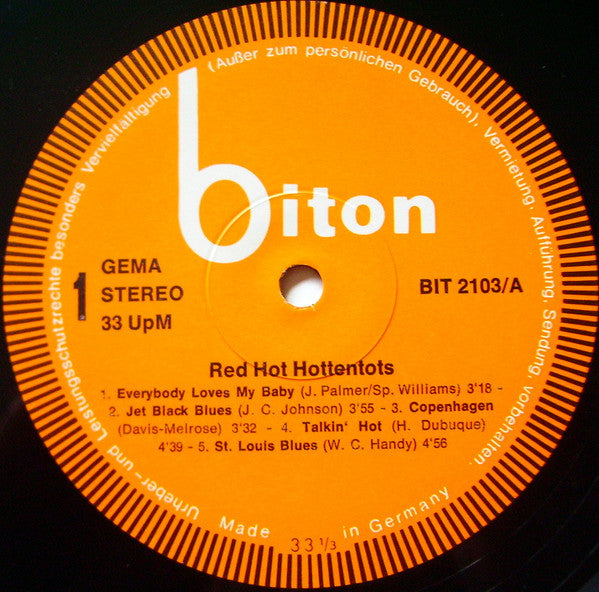 biton
1
GEMA
STEREO
33 UpM
BIT 2103/A
Red Hot Hottentots
1. Everybody Loves My Baby (J. Palmer/Sp. Williams) 3'18 -
2. Jet Black Blues (J. C. Johnson) 3'55 - 3. Copenhagen
(Davis-Melrose) 3'32 - 4. Talkin' Hot (H. Dubuque)
4'39 - 5. St. Louis Blues (W. C. Handy) 4'56
Urheber- und Leistungsschutzrechte besonders Vervielfältigung (Außer zum persönlichen Gebrauch), Vermietung, Aufführung, Sendung, vorbehalten.
Made in Germany
33 1/3